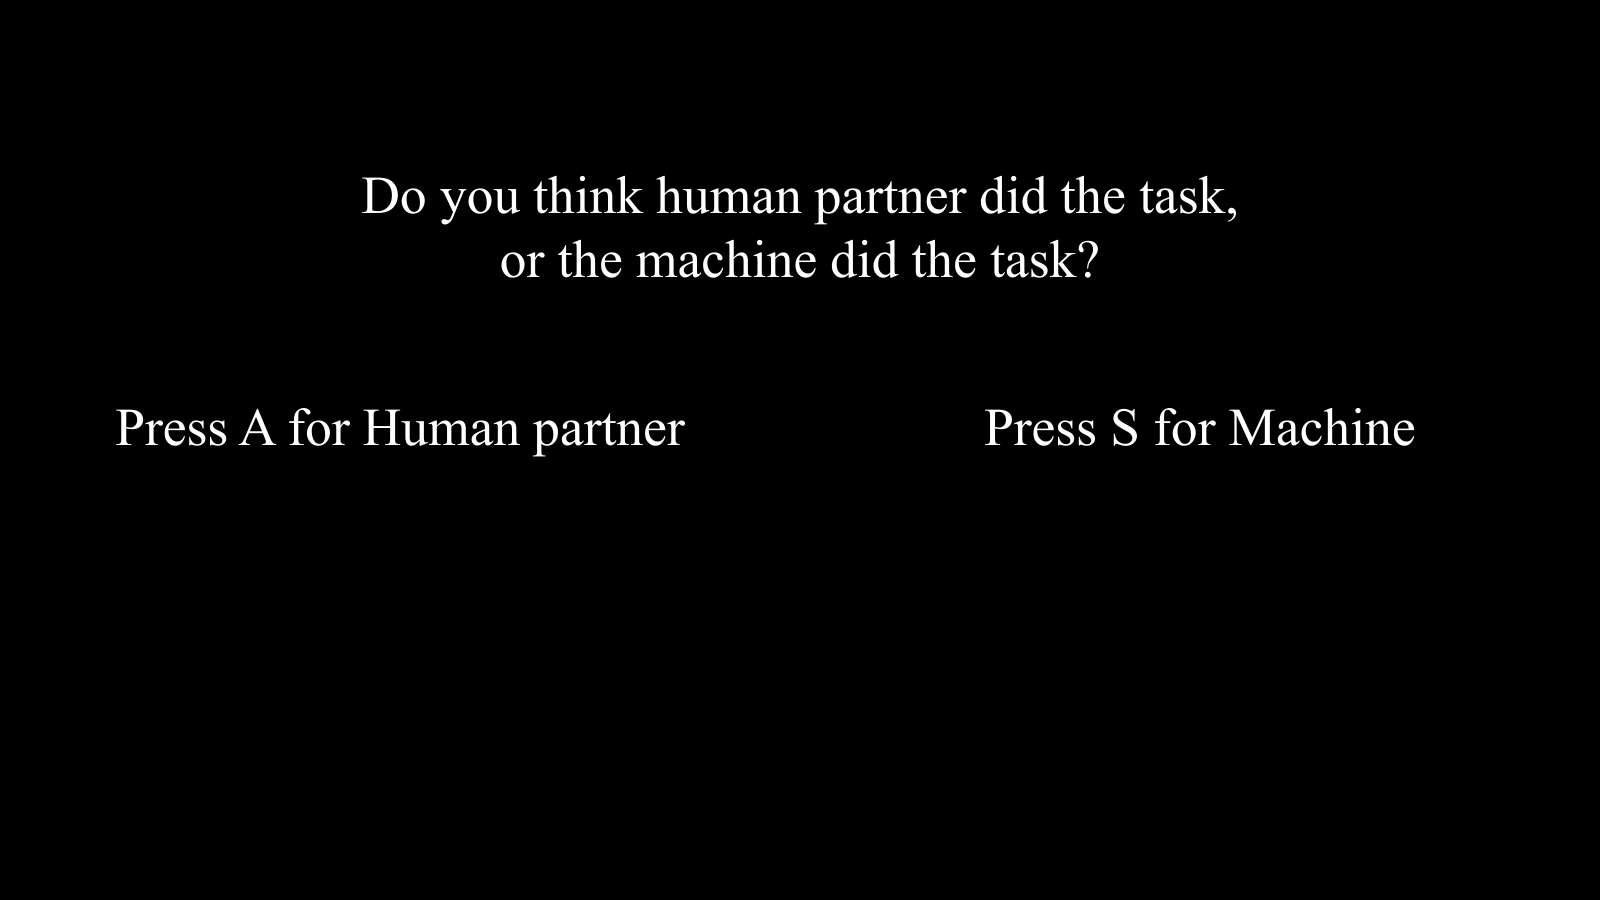 Do you think human partner did the task,
or the machine did the task?
Press A for Human partner
Press S for Machine